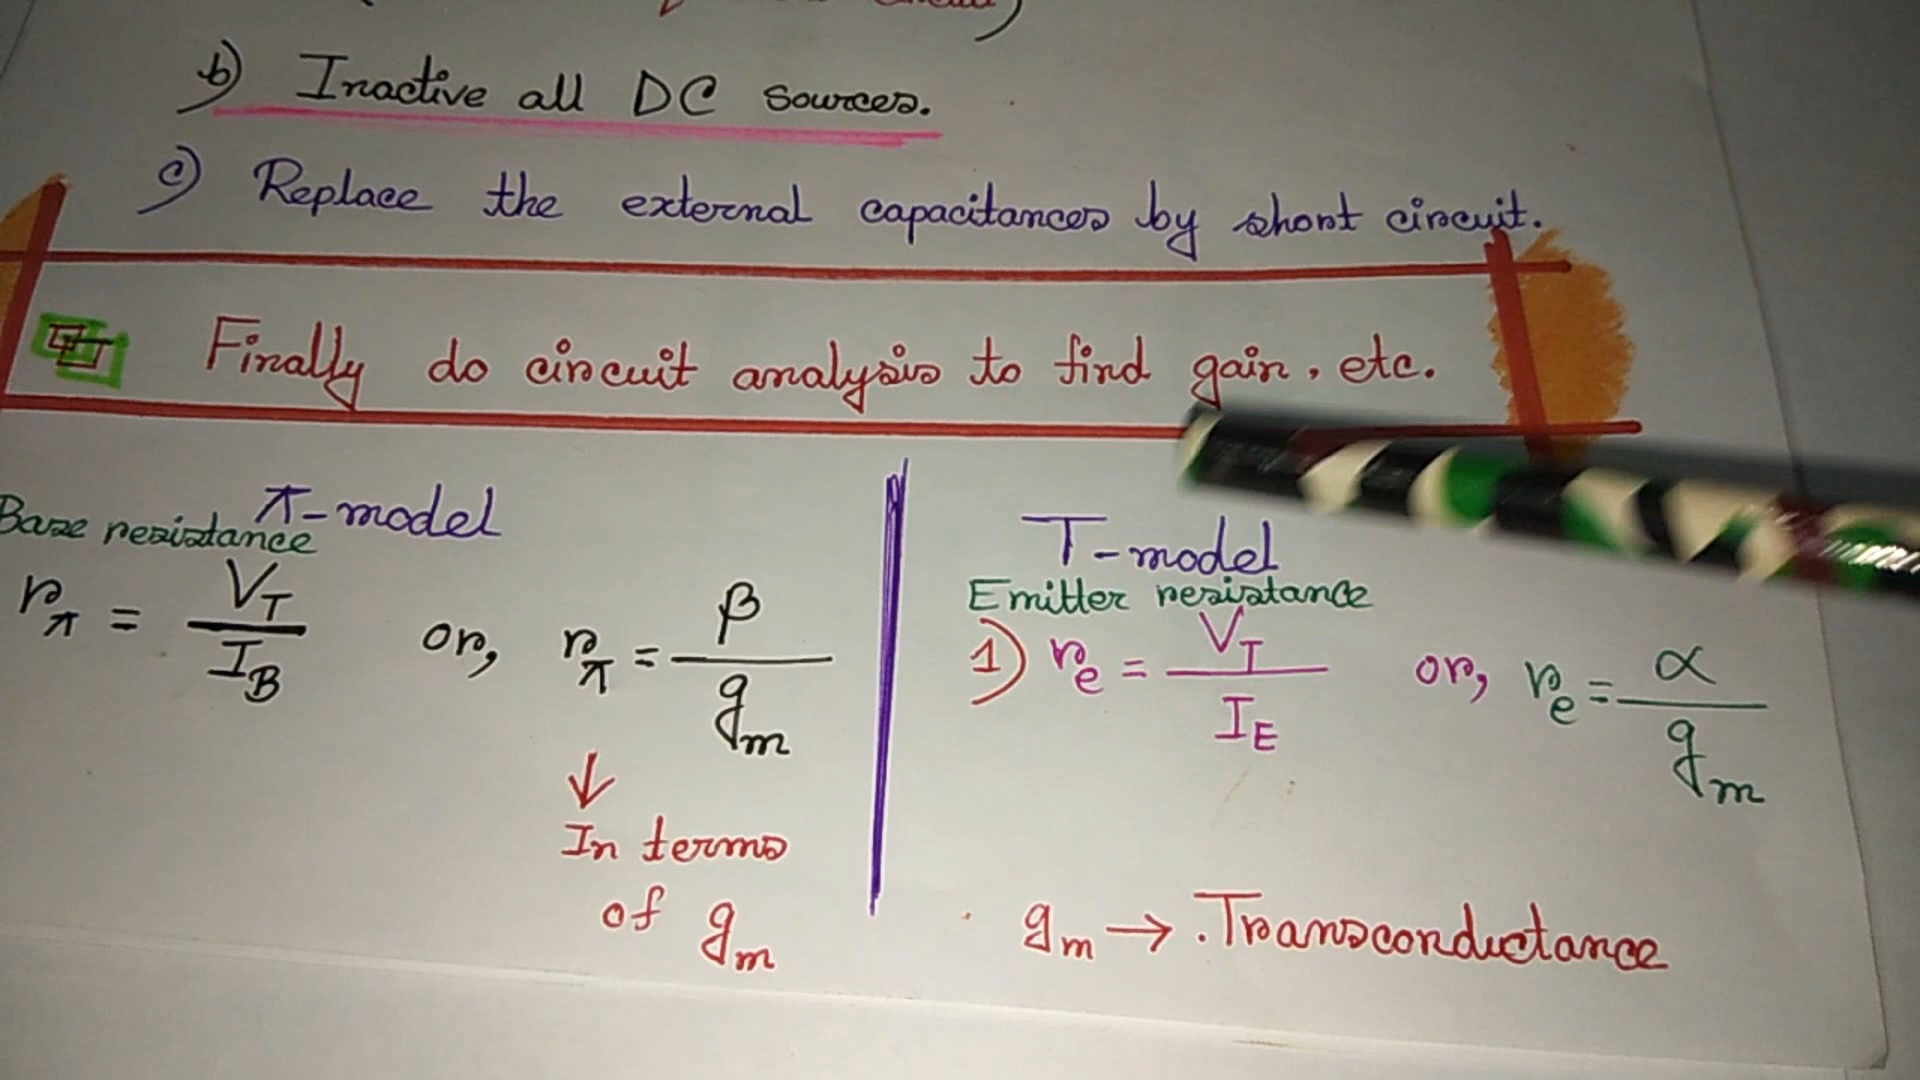 b) Inactive all DC sources.
c) Replace the external capacitances by short circuit.
Finally do circuit analysis to find gain, etc.
π-model
Base resistance
rπ = VT / IB or, rπ = β / gm
↓
In terms
of gm
T-model
Emitter resistance
1) re = VT / IE or, re = α / gm
gm → Transconductance